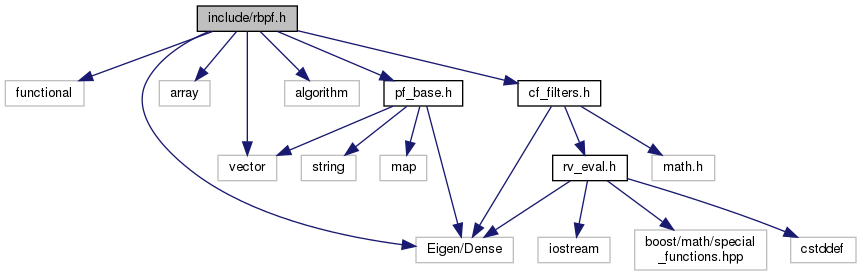 include/rbpf.h
functional
array
algorithm
pf_base.h
cf_filters.h
vector
string
map
rv_eval.h
math.h
Eigen/Dense
iostream
boost/math/special
_functions.hpp
cstddef